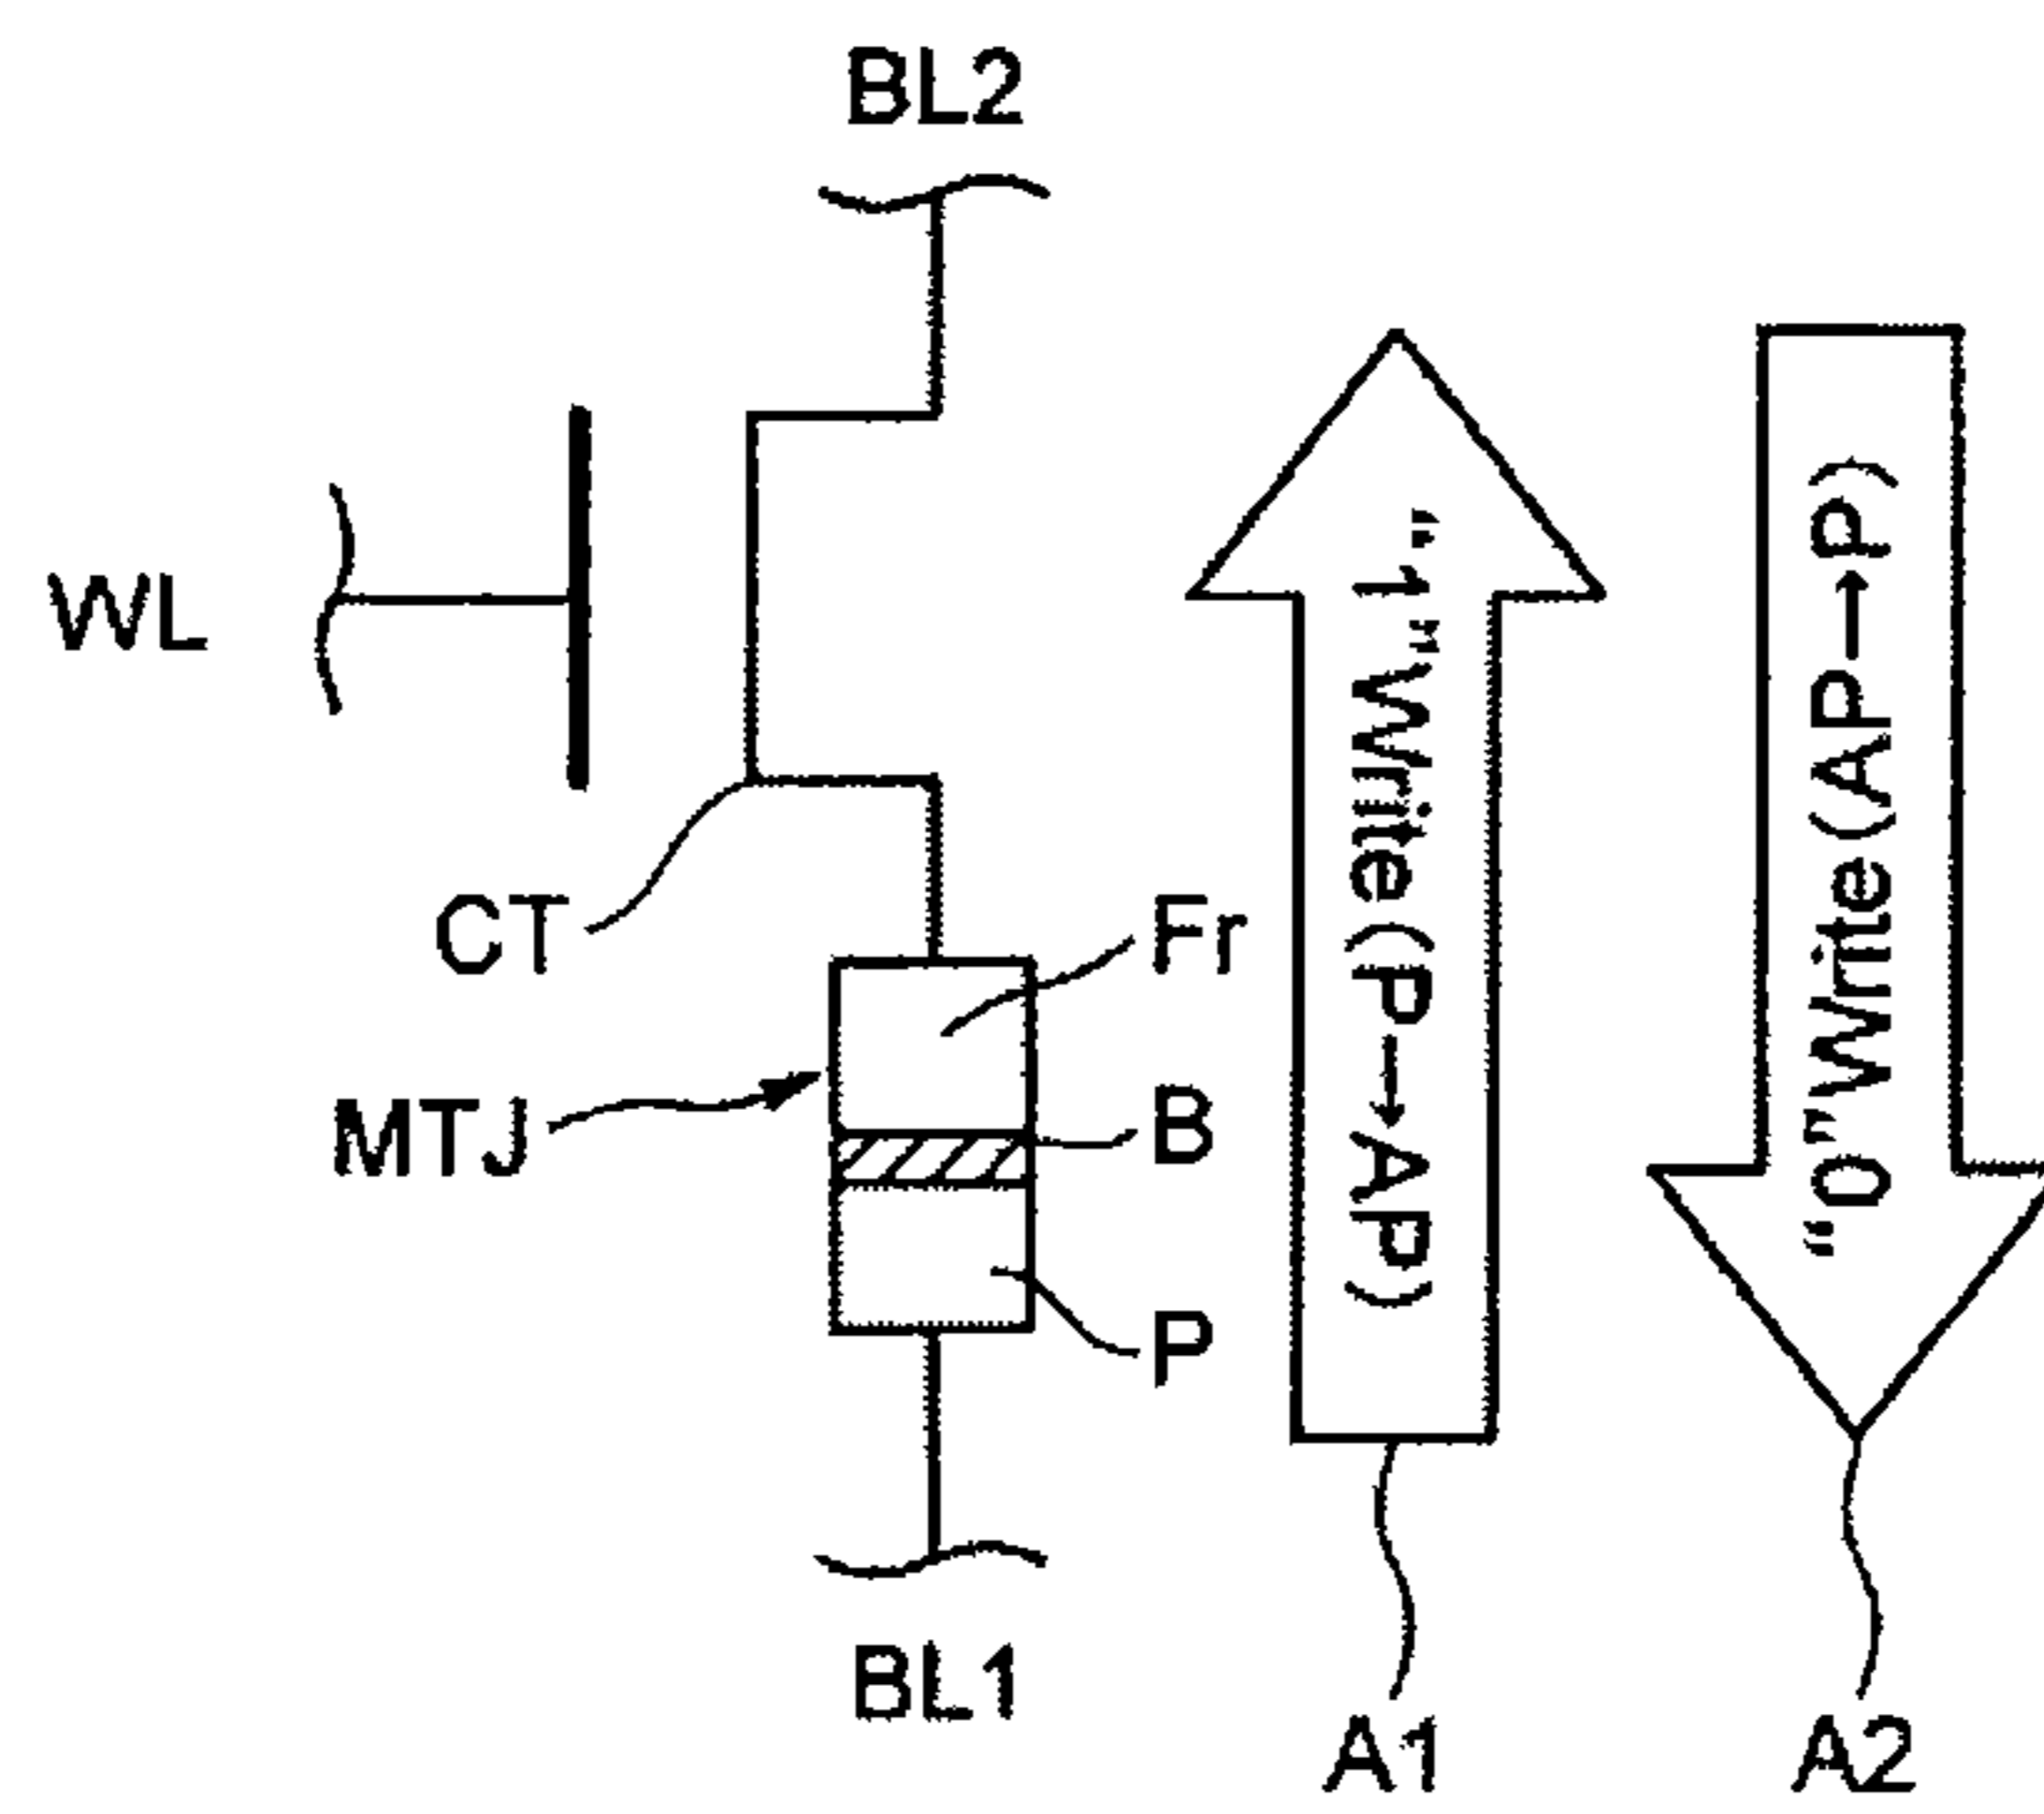 BL2
WL
CT
Fr
MTJ
B
P
BL1
“1”Write(P→AP)
“0”Write(AP→P)
A1
A2